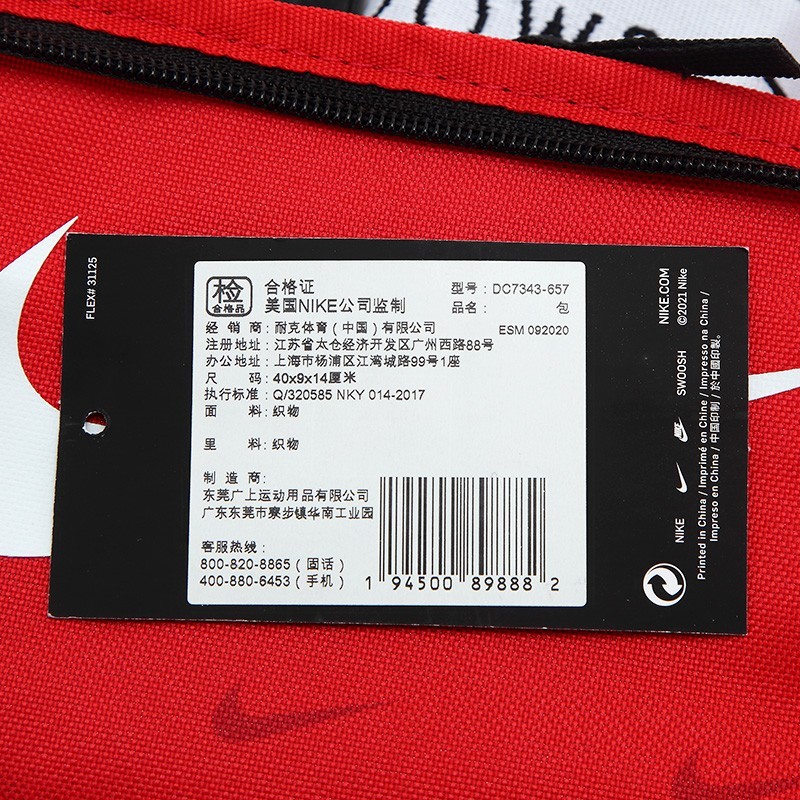 FLEX# 31125
检
合格品
合格证
美国NIKE公司监制
型号：DC7343-657
品名：包
经销商：耐克体育（中国）有限公司
ESM 092020
注册地址：江苏省太仓经济开发区广州西路88号
办公地址：上海市杨浦区江湾城路99号1座
尺码：40x9x14厘米
执行标准：Q/320585 NKY 014-2017
面料：织物
里料：织物
制造商：
东莞广上运动用品有限公司
广东东莞市寮步镇华南工业园
客服热线：
800-820-8865（固话）
400-880-6453（手机）
1 94500 89888 2
NIKE.COM
©2021 Nike
NIKE
NIKE
SWOOSH
Printed in China / Imprimé en Chine / Impresso na China /
Impreso en China / 中国印制 / 於中國印製。